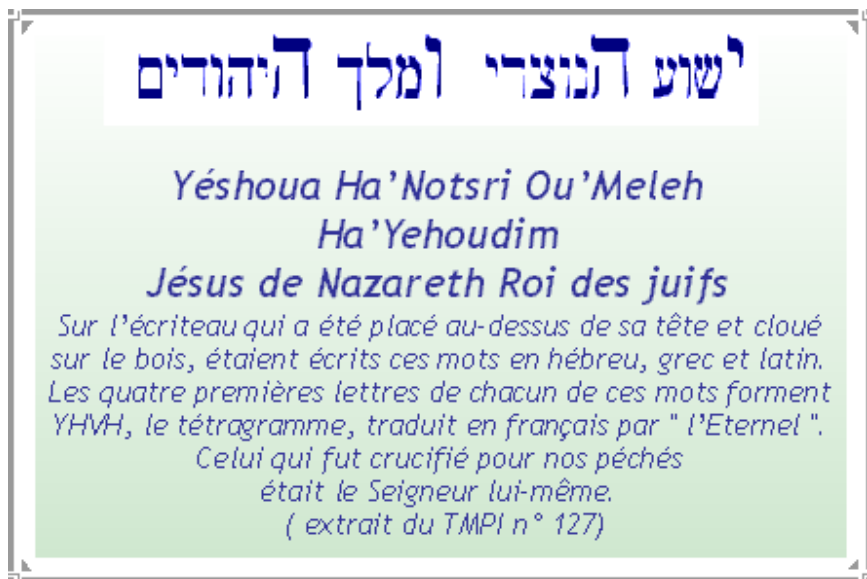 ישוע הנוצרי ומלך היהודים
Yéshoua Ha’Notsri Ou’Meleh
Ha’Yehoudim
Jésus de Nazareth Roi des juifs
Sur l’écriteau qui a été placé au-dessus de sa tête et cloué
sur le bois, étaient écrits ces mots en hébreu, grec et latin.
Les quatre premières lettres de chacun de ces mots forment
YHVH, le tétragramme, traduit en français par " l’Eternel ".
Celui qui fut crucifié pour nos péchés
était le Seigneur lui-même.
( extrait du TMPI n° 127)